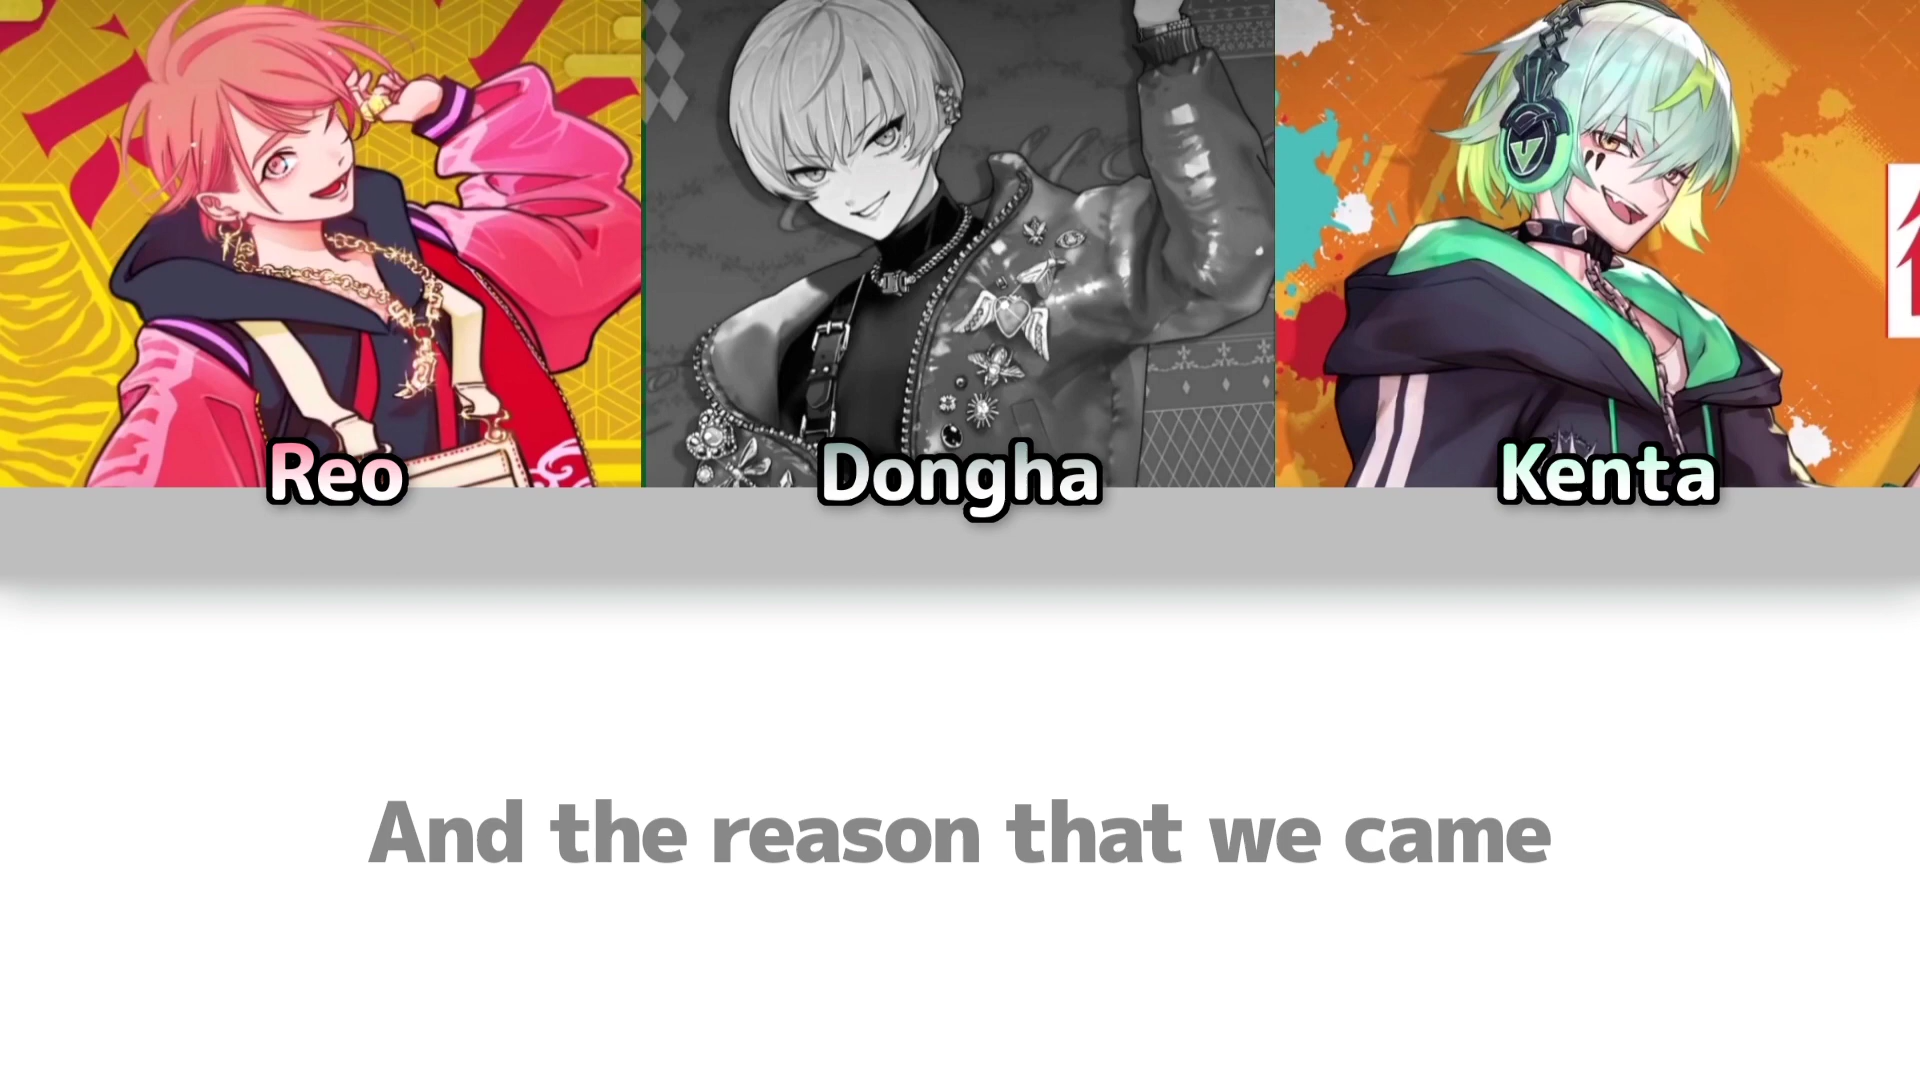 Reo
Dongha
Kenta
And the reason that we came